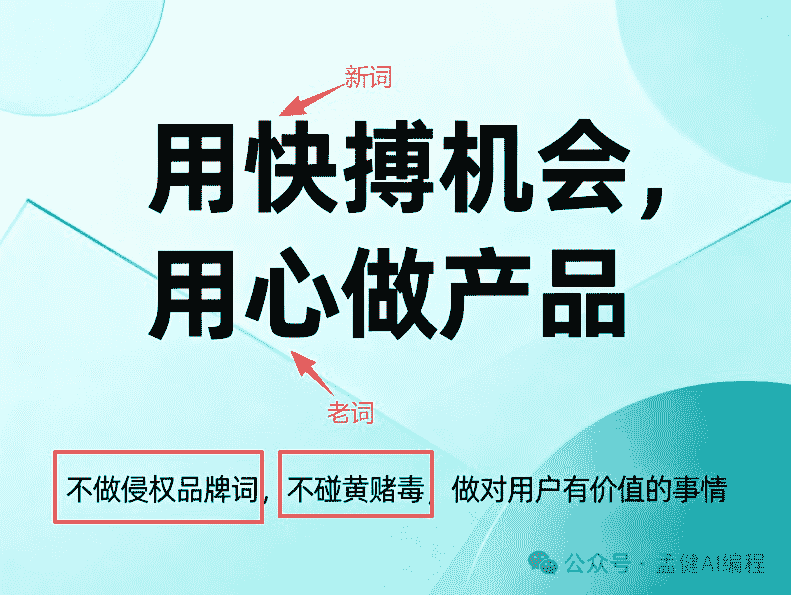 新词
用快搏机会，
用心做产品
老词
不做侵权品牌词，不碰黄赌毒，做对用户有价值的事情
公众号·孟健AI编程